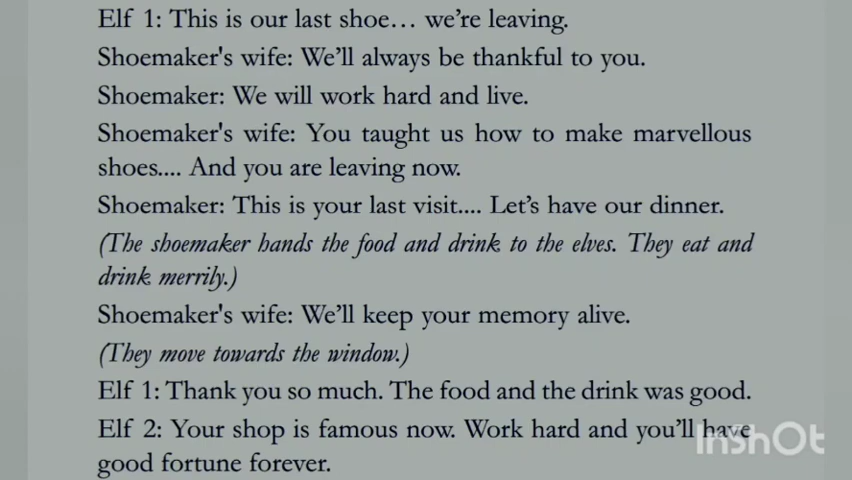 Elf 1: This is our last shoe… we’re leaving.
Shoemaker's wife: We’ll always be thankful to you.
Shoemaker: We will work hard and live.
Shoemaker's wife: You taught us how to make marvellous
shoes.... And you are leaving now.
Shoemaker: This is your last visit.... Let’s have our dinner.
(The shoemaker hands the food and drink to the elves. They eat and
drink merrily.)
Shoemaker's wife: We’ll keep your memory alive.
(They move towards the window.)
Elf 1: Thank you so much. The food and the drink was good.
Elf 2: Your shop is famous now. Work hard and you’ll have
good fortune forever.
InShOt